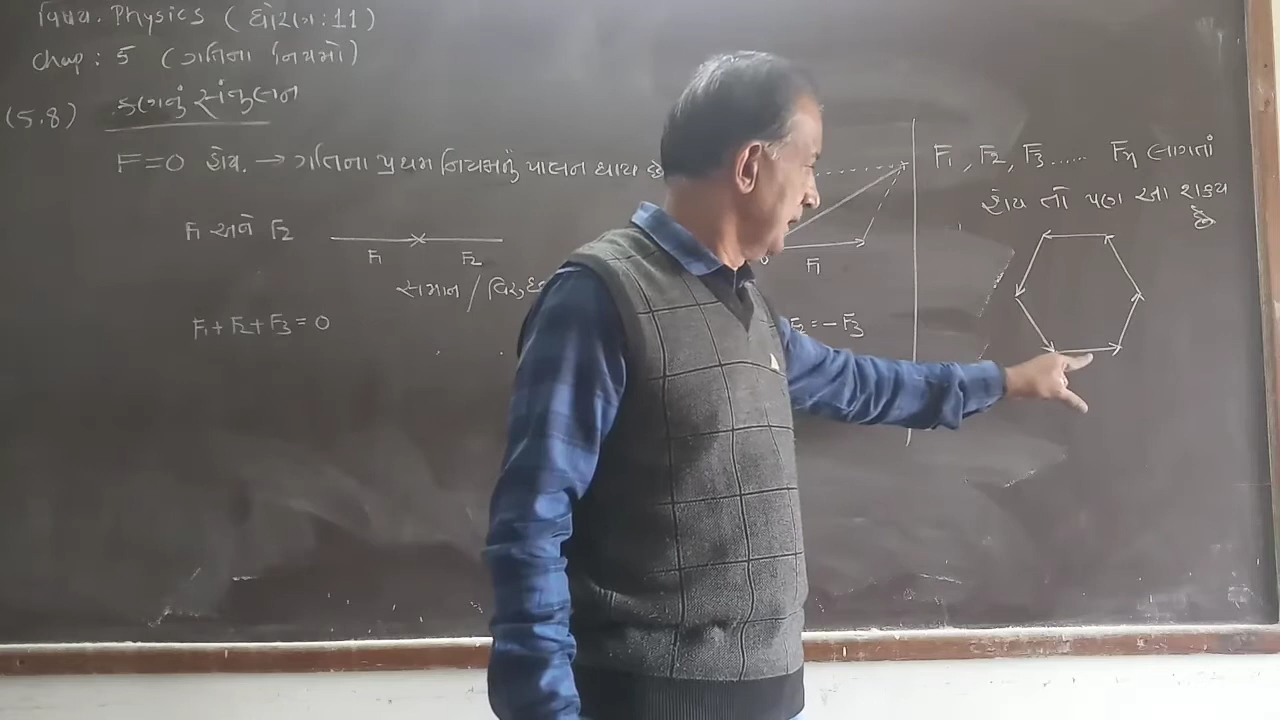 વિષય. Physics (ધોરણ:11)
chap: 5 (ગતિના નિયમો)
(5.8) કણનું સંતુલન
F=0 હોય. → ગતિના પ્રથમ નિયમનું પાલન થાય છે
F1 અને F2
F1 F2
સમાન / વિરુદ્ધ
F1+F2+F3=0
0 F1
F2=-F3
F1, F2, F3...... Fn લાગતાં
હોય તો પણ આ શક્ય
છે